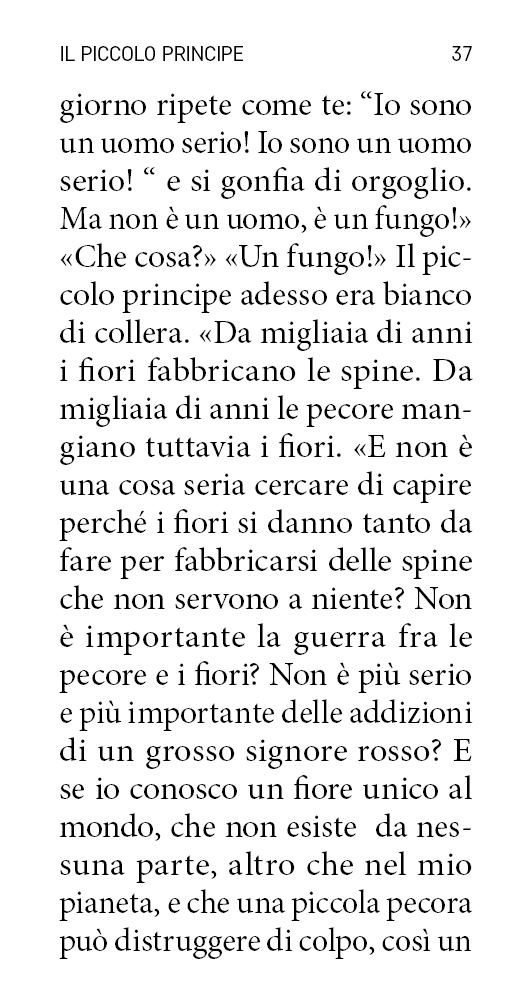 IL PICCOLO PRINCIPE 37
giorno ripete come te: “Io sono
un uomo serio! Io sono un uomo
serio! “ e si gonfia di orgoglio.
Ma non è un uomo, è un fungo!»
«Che cosa?» «Un fungo!» Il pic-
colo principe adesso era bianco
di collera. «Da migliaia di anni
i fiori fabbricano le spine. Da
migliaia di anni le pecore man-
giano tuttavia i fiori. «E non è
una cosa seria cercare di capire
perché i fiori si danno tanto da
fare per fabbricarsi delle spine
che non servono a niente? Non
è importante la guerra fra le
pecore e i fiori? Non è più serio
e più importante delle addizioni
di un grosso signore rosso? E
se io conosco un fiore unico al
mondo, che non esiste  da nes-
suna parte, altro che nel mio
pianeta, e che una piccola pecora
può distruggere di colpo, così un